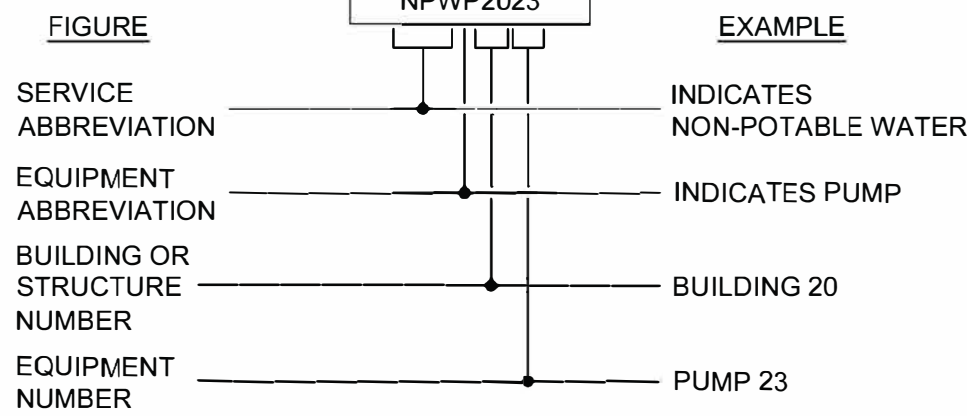 NPWP2023
FIGURE
EXAMPLE
SERVICE
ABBREVIATION
INDICATES
NON-POTABLE WATER
EQUIPMENT
ABBREVIATION
INDICATES PUMP
BUILDING OR
STRUCTURE
NUMBER
BUILDING 20
EQUIPMENT
NUMBER
PUMP 23